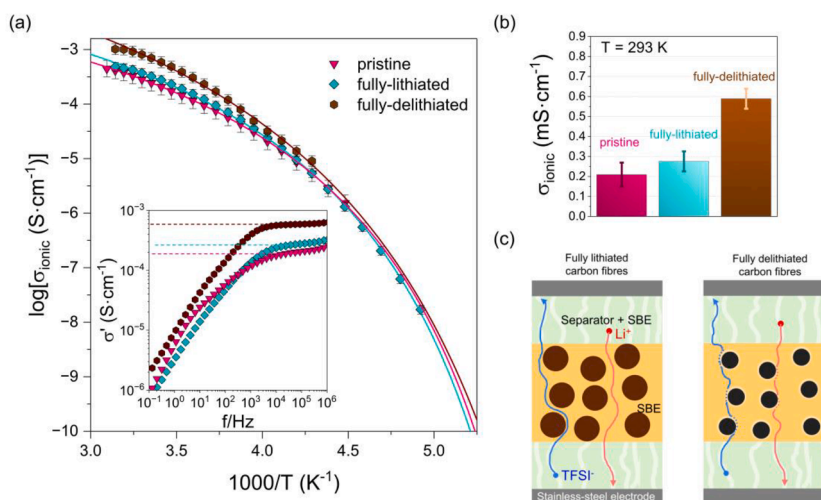 (a)
log[σionic)] (S·cm⁻¹)
-3
-4
-5
-6
-7
-8
-9
-10
3.0
3.5
4.0
4.5
5.0
1000/T (K⁻¹)
pristine
fully-lithiated
fully-delithiated
σ' (S·cm⁻¹)
10⁻³
10⁻⁴
10⁻⁵
10⁻⁶
10⁻¹
10⁰
10¹
10²
10³
10⁴
10⁵
10⁶
f/Hz
(b)
σionic (mS·cm⁻¹)
0.9
0.8
0.7
0.6
0.5
0.4
0.3
0.2
0.1
0.0
T = 293 K
pristine
fully-lithiated
fully-delithiated
(c)
Fully lithiated
carbon fibres
Separator + SBE
Li⁺
SBE
TFSI⁻
Stainless-steel electrode
Fully delithiated
carbon fibres